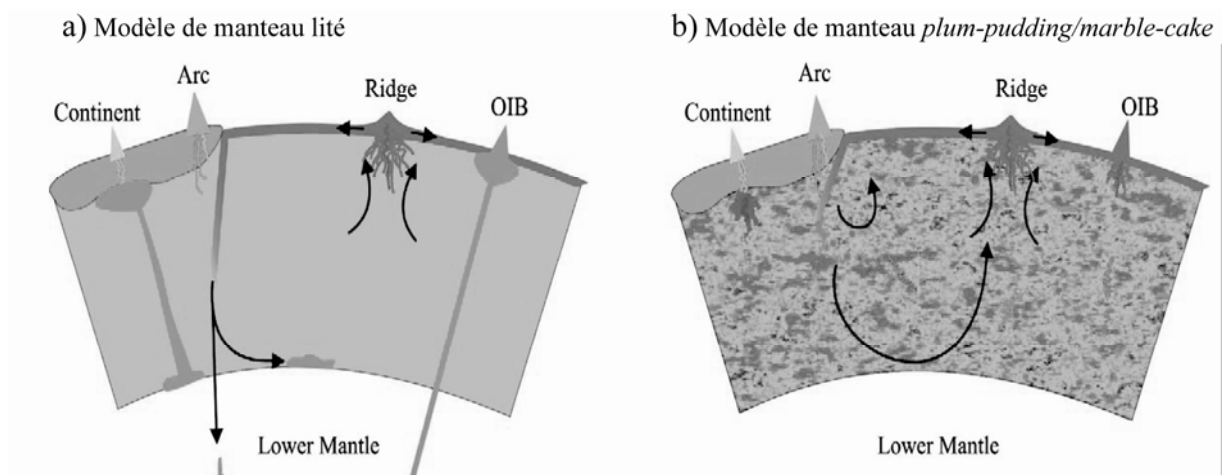 a) Modèle de manteau lité
Continent
Arc
Ridge
OIB
Lower Mantle
b) Modèle de manteau plum-pudding/marble-cake
Continent
Arc
Ridge
OIB
Lower Mantle